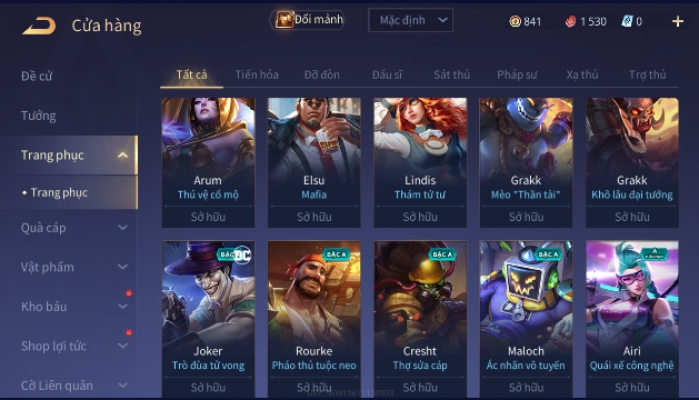 Cửa hàng
Đổi mảnh
Mặc định
841
1 530
0
Đề cử
Tướng
Trang phục
Trang phục
Quà cáp
Vật phẩm
Kho báu
Shop lợi tức
Cờ Liên quân
Tất cả Tiến hóa Đỡ đòn Đấu sĩ Sát thủ Pháp sư Xạ thủ Trợ thủ
Arum
Thú vệ cổ mộ
Sở hữu
Elsu
Mafia
Sở hữu
Lindis
Thám tử tư
Sở hữu
Grakk
Mèo "Thần tài"
Sở hữu
Grakk
Khô lâu đại tướng
Sở hữu
BẬC
DC
Joker
Trò đùa tử vong
Sở hữu
BẬC A
Rourke
Pháo thủ tuộc neo
Sở hữu
BẬC A
Cresht
Thợ sửa cáp
Sở hữu
BẬC A
Maloch
Ác nhân vô tuyến
Sở hữu
A
Airi
Quái xế công nghệ
Sở hữu